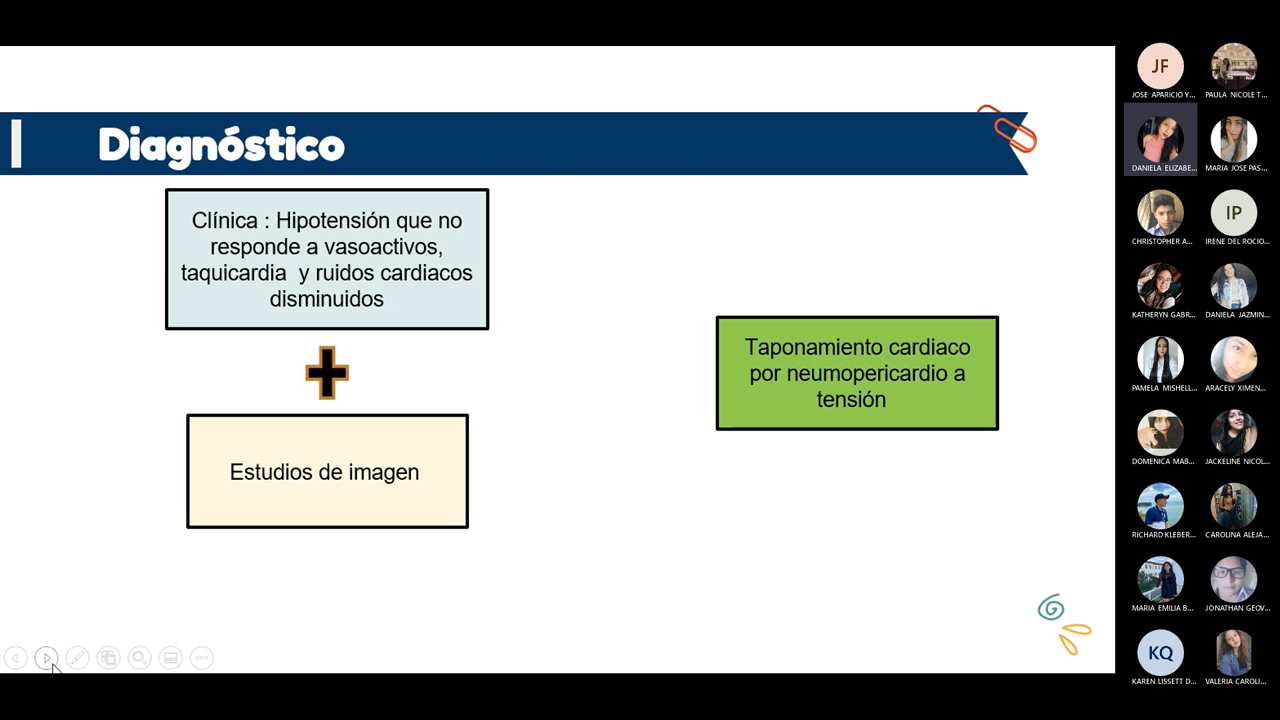 Diagnóstico
Clínica : Hipotensión que no
responde a vasoactivos,
taquicardia y ruidos cardiacos
disminuidos
Estudios de imagen
Taponamiento cardiaco
por neumopericardio a
tensión
JF
JOSE APARICIO Y...
PAULA NICOLE T...
DANIELA ELIZABE...
MARIA JOSE PAS...
CHRISTOPHER A...
IP
IRENE DEL ROCIO...
KATHERYN GABR...
DANIELA JAZMIN...
PAMELA MISHELL...
ARACELY XIMEN...
DOMENICA MAB...
JACKELINE NICOL...
RICHARD KLEBER...
CAROLINA ALEJA...
MARIA EMILIA B...
JONATHAN GEOV...
KQ
KAREN LISSETT D...
VALERIA CAROLI...